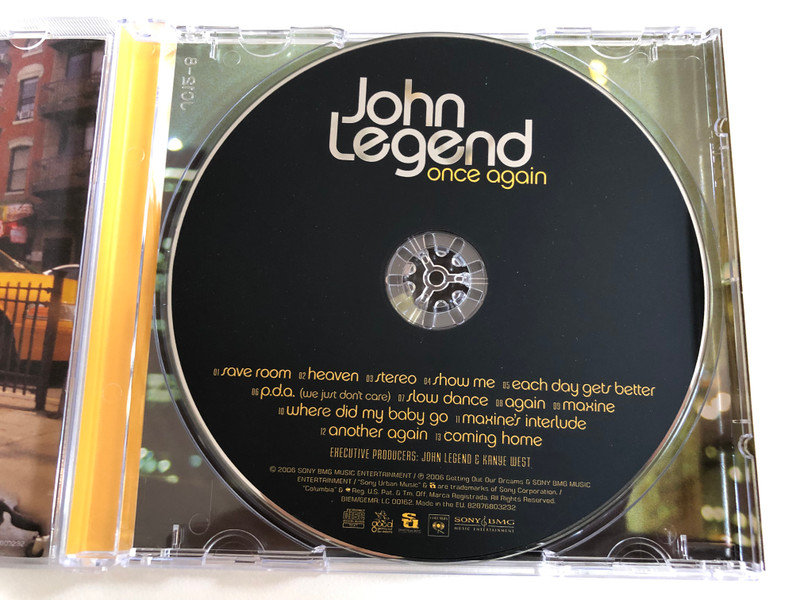 John
Legend
once again
01 save room 02 heaven 03 stereo 04 show me 05 each day gets better
06 p.d.a. (we just don't care) 07 slow dance 08 again 09 maxine
10 where did my baby go 11 maxine's interlude
12 another again 13 coming home
EXECUTIVE PRODUCERS: JOHN LEGEND & KANYE WEST.
© 2006 SONY BMG MUSIC ENTERTAINMENT / ℗ 2006 Getting Out Our Dreams & SONY BMG MUSIC
ENTERTAINMENT / "Sony Urban Music" & are trademarks of Sony Corporation. /
"Columbia" & Reg. U.S. Pat. & Tm. Off. Marca Registrada. All Rights Reserved.
BIEM/GEMA. LC 00162. Made in the EU. 82876803232
SONY BMG
MUSIC ENTERTAINMENT